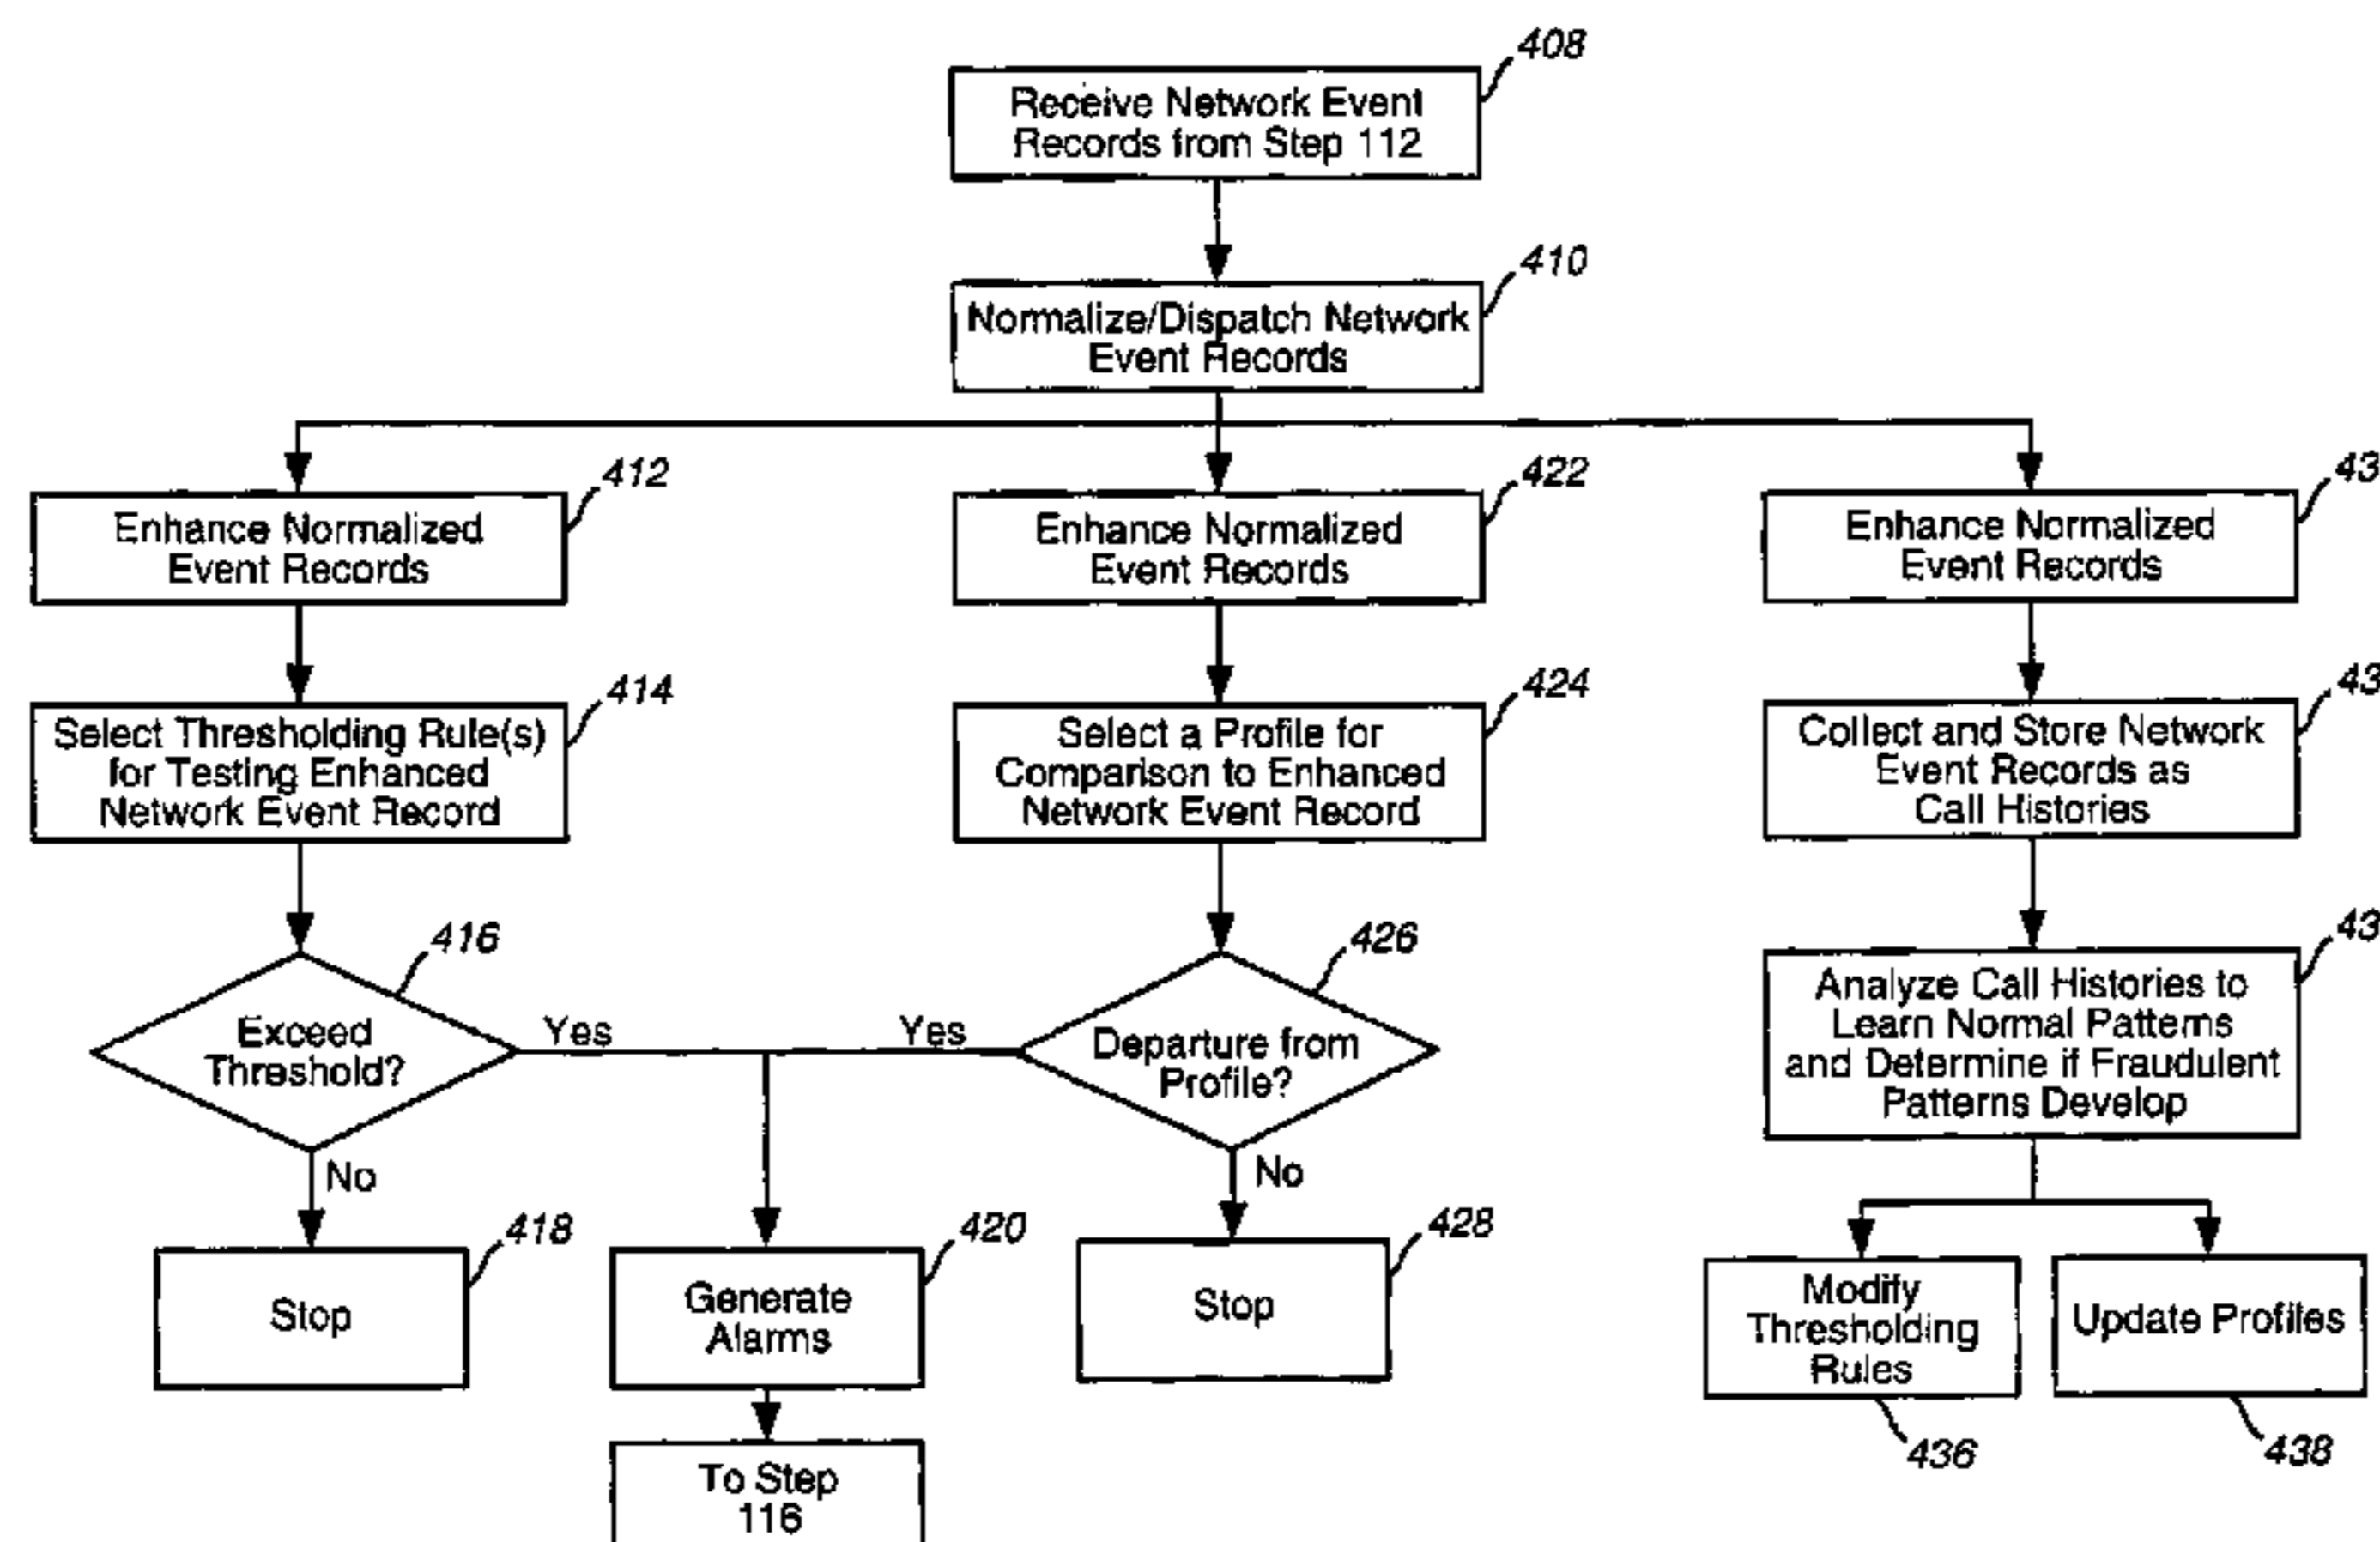 408
Receive Network Event
Records from Step 112
410
Normalize/Dispatch Network
Event Records
412
Enhance Normalized
Event Records
422
Enhance Normalized
Event Records
43
Enhance Normalized
Event Records
414
Select Thresholding Rule(s)
for Testing Enhanced
Network Event Record
424
Select a Profile for
Comparison to Enhanced
Network Event Record
43
Collect and Store Network
Event Records as
Call Histories
416
Exceed
Threshold?
Yes
No
426
Departure from
Profile?
Yes
No
43
Analyze Call Histories to
Learn Normal Patterns
and Determine if Fraudulent
Patterns Develop
418
Stop
420
Generate
Alarms
428
Stop
Modify
Thresholding
Rules
436
Update Profiles
438
To Step
116